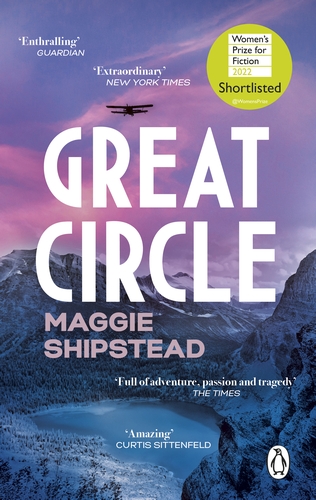 ‘Enthralling’
GUARDIAN
‘Extraordinary’
NEW YORK TIMES
Women's
Prize for
Fiction
2022
Shortlisted
@WomensPrize
GREAT
CIRCLE
MAGGIE
SHIPSTEAD
‘Full of adventure, passion and tragedy’
THE TIMES
‘Amazing’
CURTIS SITTENFELD